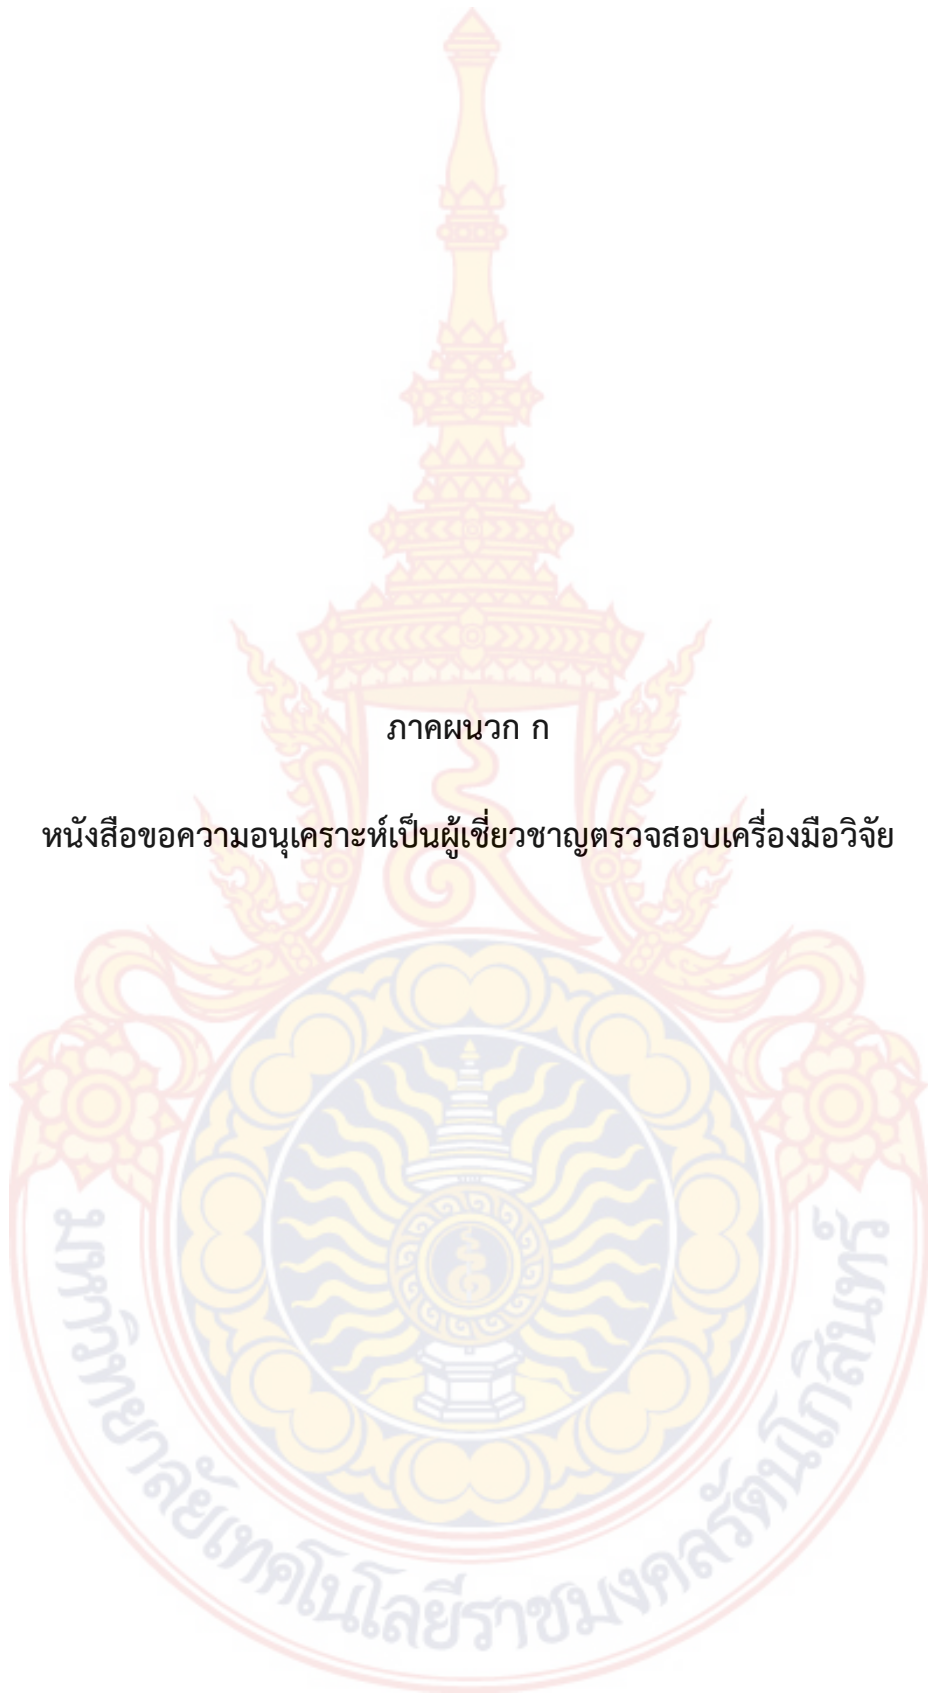 ภาคผนวก ก
หนังสือขอความอนุเคราะห์เป็นผู้เชี่ยวชาญตรวจสอบเครื่องมือวิจัย
มหาวิทยาลัยเทคโนโลยีราชมงคลรัตนโกสินทร์